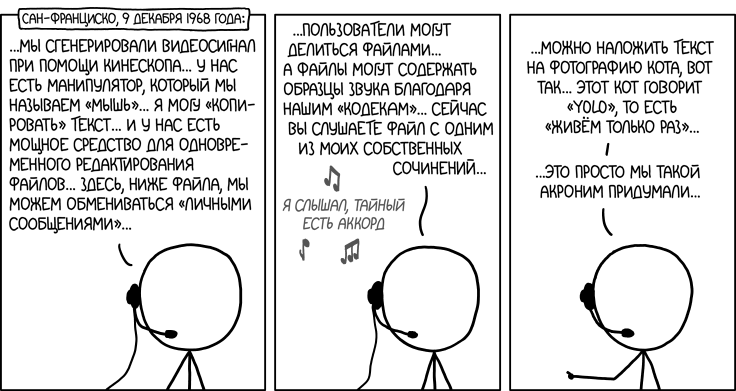 САН-ФРАНЦИСКО, 9 ДЕКАБРЯ 1968 ГОДА:
...МЫ СГЕНЕРИРОВАЛИ ВИДЕОСИГНАЛ
ПРИ ПОМОЩИ КИНЕСКОПА... У НАС
ЕСТЬ МАНИПУЛЯТОР, КОТОРЫЙ МЫ
НАЗЫВАЕМ «МЫШЬ»... Я МОГУ «КОПИ-
РОВАТЬ» ТЕКСТ... И У НАС ЕСТЬ
МОЩНОЕ СРЕДСТВО ДЛЯ ОДНОВРЕ-
МЕННОГО РЕДАКТИРОВАНИЯ
ФАЙЛОВ... ЗДЕСЬ, НИЖЕ ФАЙЛА, МЫ
МОЖЕМ ОБМЕНИВАТЬСЯ «ЛИЧНЫМИ
СООБЩЕНИЯМИ»...
...ПОЛЬЗОВАТЕЛИ МОГУТ
ДЕЛИТЬСЯ ФАЙЛАМИ...
А ФАЙЛЫ МОГУТ СОДЕРЖАТЬ
ОБРАЗЦЫ ЗВУКА БЛАГОДАРЯ
НАШИМ «КОДЕКАМ»... СЕЙЧАС
ВЫ СЛУШАЕТЕ ФАЙЛ С ОДНИМ
ИЗ МОИХ СОБСТВЕННЫХ
СОЧИНЕНИЙ...
Я СЛЫШАЛ, ТАЙНЫЙ
ЕСТЬ АККОРД
...МОЖНО НАЛОЖИТЬ ТЕКСТ
НА ФОТОГРАФИЮ КОТА, ВОТ
ТАК... ЭТОТ КОТ ГОВОРИТ
«YOLO», ТО ЕСТЬ
«ЖИВЁМ ТОЛЬКО РАЗ»...
...ЭТО ПРОСТО МЫ ТАКОЙ
АКРОНИМ ПРИДУМАЛИ...